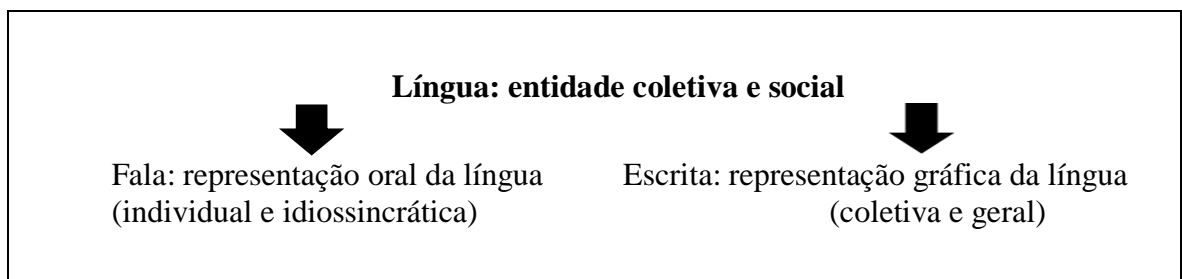 Língua: entidade coletiva e social
Fala: representação oral da língua
(individual e idiossincrática)
Escrita: representação gráfica da língua
(coletiva e geral)